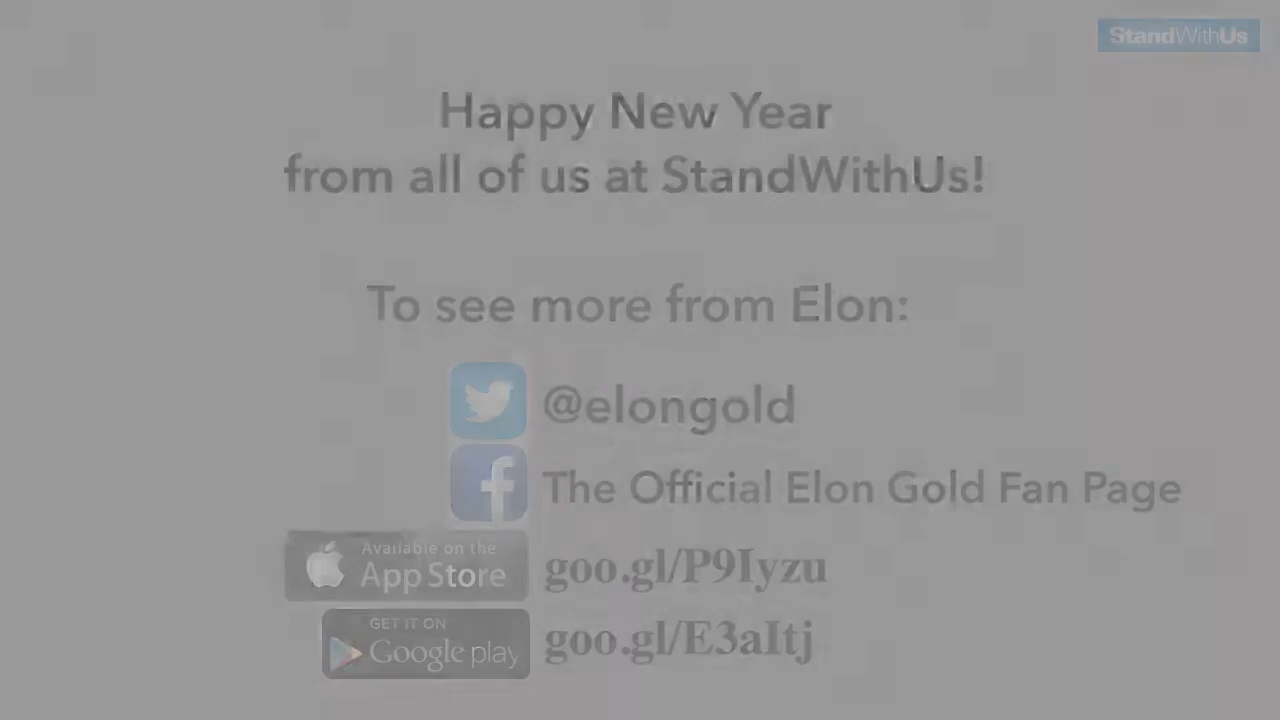 StandWithUs
Happy New Year
from all of us at StandWithUs!
To see more from Elon:
@elongold
The Official Elon Gold Fan Page
Available on the
App Store
goo.gl/P9Iyzu
GET IT ON
Google play
goo.gl/E3aItj